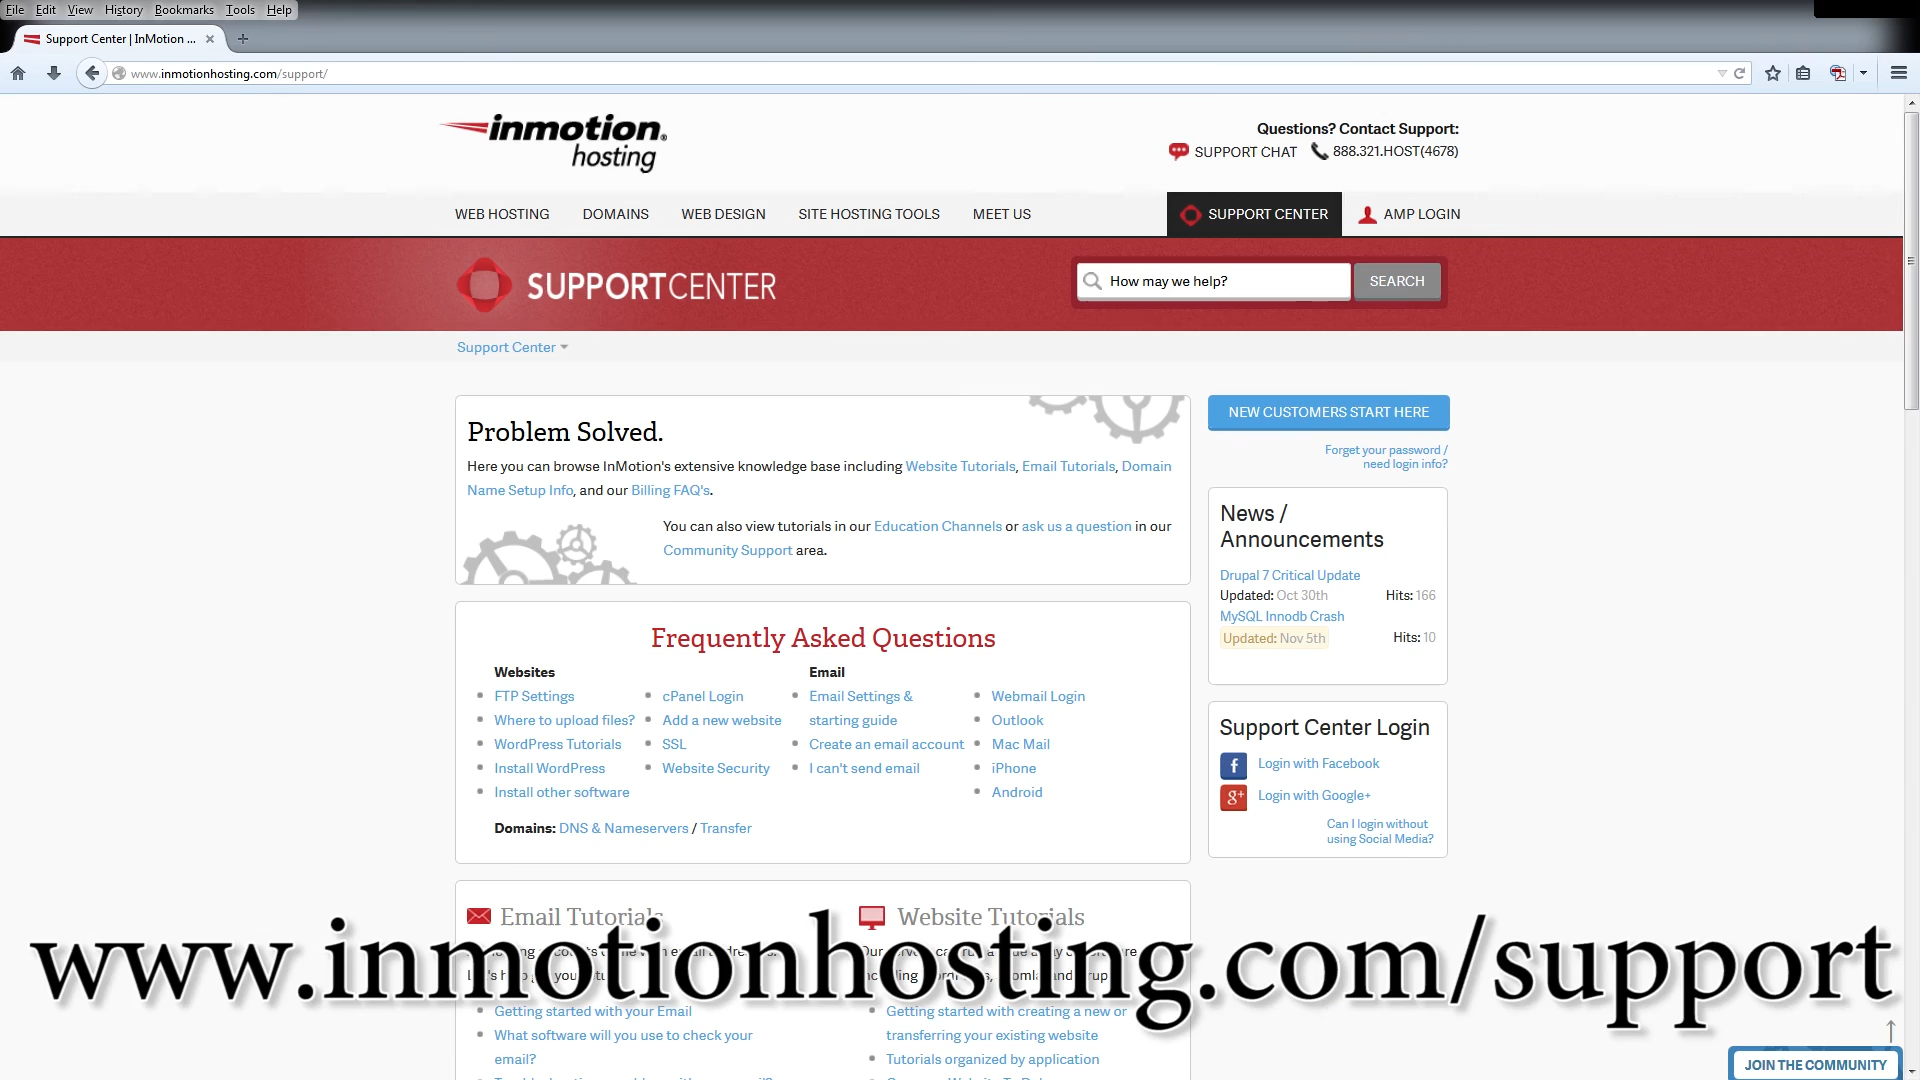 File Edit View History Bookmarks Tools Help
Support Center | InMotion ...
www.inmotionhosting.com/support/
inmotion®
hosting
Questions? Contact Support:
SUPPORT CHAT 888.321.HOST(4678)
WEB HOSTING DOMAINS WEB DESIGN SITE HOSTING TOOLS MEET US SUPPORT CENTER AMP LOGIN
SUPPORTCENTER
How may we help? SEARCH
Support Center
Problem Solved.
Here you can browse InMotion's extensive knowledge base including Website Tutorials, Email Tutorials, Domain
Name Setup Info, and our Billing FAQ's.
You can also view tutorials in our Education Channels or ask us a question in our
Community Support area.
NEW CUSTOMERS START HERE
Forget your password /
need login info?
News /
Announcements
Drupal 7 Critical Update
Updated: Oct 30th Hits: 166
MySQL Innodb Crash
Updated: Nov 5th Hits: 10
Frequently Asked Questions
Websites
FTP Settings
Where to upload files?
WordPress Tutorials
Install WordPress
Install other software
cPanel Login
Add a new website
SSL
Website Security
Email
Email Settings &
starting guide
Create an email account
I can't send email
Webmail Login
Outlook
Mac Mail
iPhone
Android
Domains: DNS & Nameservers / Transfer
Support Center Login
f Login with Facebook
g+ Login with Google+
Can I login without
using Social Media?
Email Tutorials
Getting started with your Email
What software will you use to check your
email?
Website Tutorials
Getting started with creating a new or
transferring your existing website
Tutorials organized by application
www.inmotionhosting.com/support
JOIN THE COMMUNITY